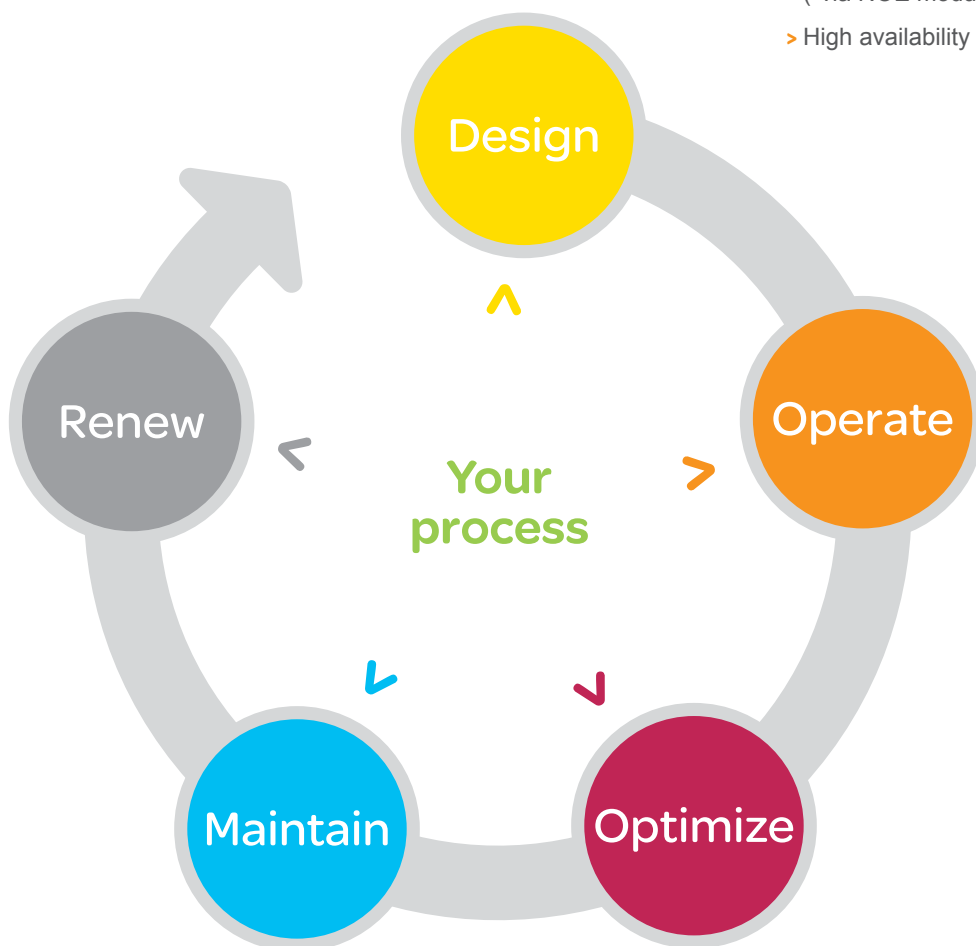 > High availability
Design
Operate
Renew
Your
process
Maintain
Optimize